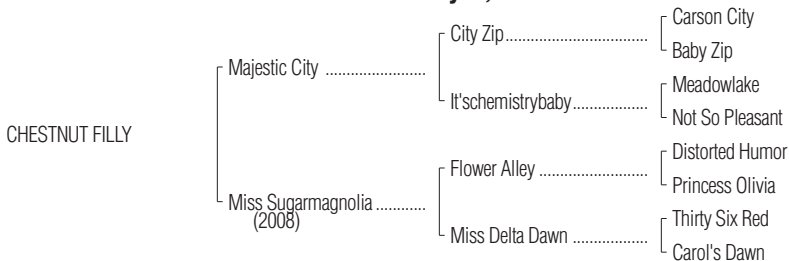 Carson City
City Zip
Baby Zip
Majestic City
Meadowlake
It'schemistrybaby
Not So Pleasant
CHESTNUT FILLY
Distorted Humor
Flower Alley
Princess Olivia
Miss Sugarmagnolia
(2008)
Thirty Six Red
Miss Delta Dawn
Carol's Dawn